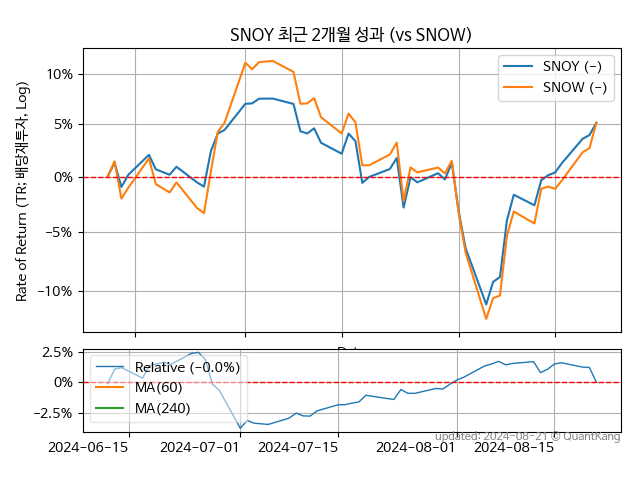 SNOY 최근 2개월 성과 (vs SNOW)
SNOY (-)
SNOW (-)
Rate of Return (TR: 배당재투자, Log)
10%
5%
0%
-5%
-10%
2.5%
0%
-2.5%
Relative (-0.0%)
MA(60)
MA(240)
updated: 2024-08-21 © QuantKang
2024-06-15 2024-07-01 2024-07-15 2024-08-01 2024-08-15